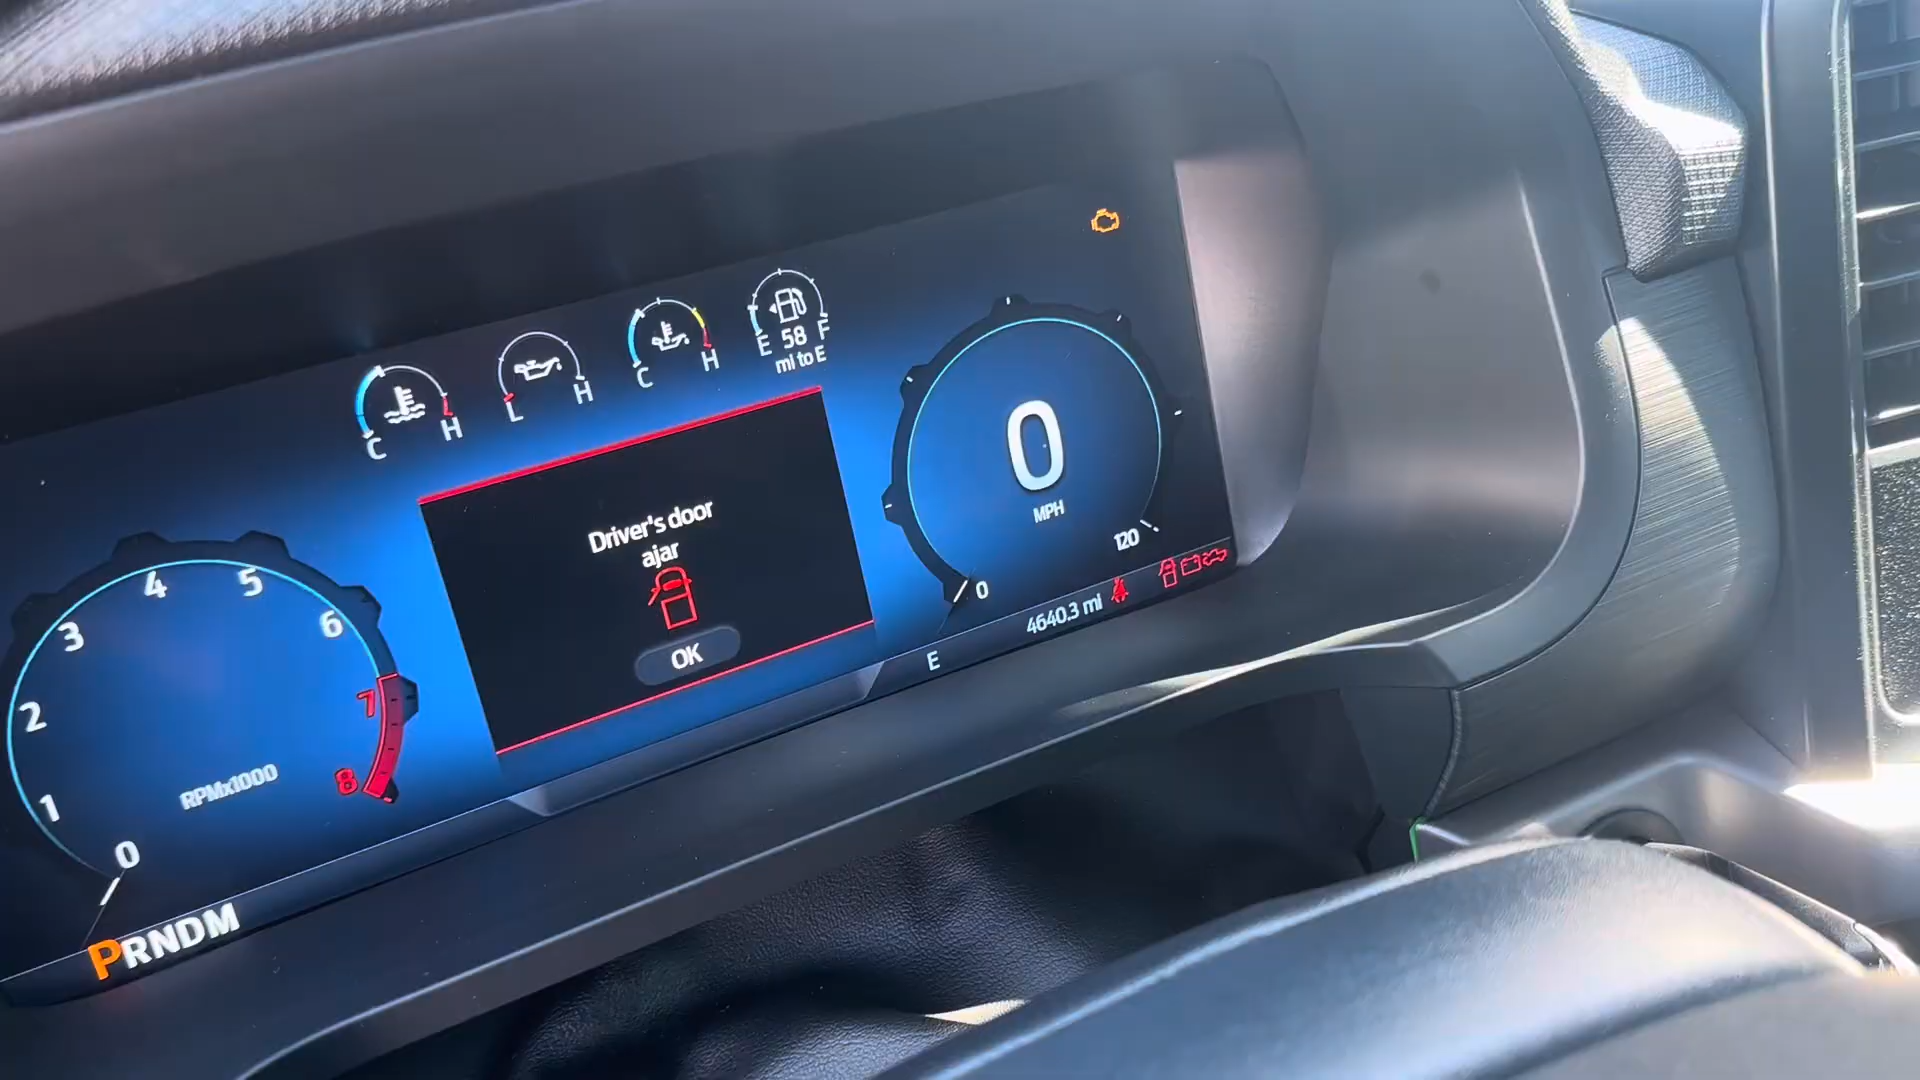 C H
L H
C H
E 58 F
mi to E
Driver's door
ajar
OK
0
1
2
3
4
5
6
7
8
RPMx1000
0
MPH
0
120
4640.3 mi
E
PRNDM